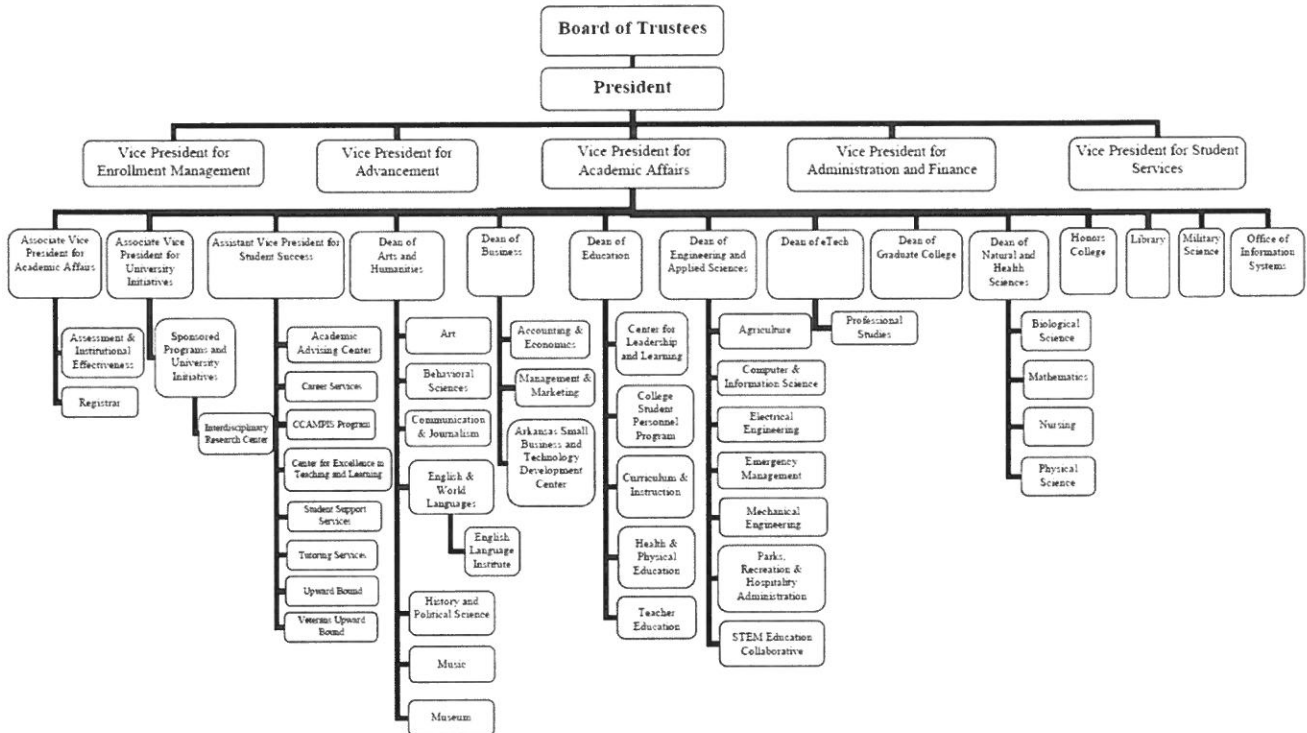 Board of Trustees
President
Vice President for
Enrollment Management
Vice President for
Advancement
Vice President for
Academic Affairs
Vice President for
Administration and Finance
Vice President for Student
Services
Associate Vice
President for
Academic Affairs
Associate Vice
President for
University
Initiatives
Assistant Vice President for
Student Success
Dean of
Arts and
Humanities
Dean of
Business
Dean of
Education
Dean of
Engineering and
Applied Sciences
Dean of eTech
Dean of
Graduate College
Dean of
Natural and
Health
Sciences
Honors
College
Library
Military
Science
Office of
Information
Systems
Assessment &
Institutional
Effectiveness
Registrar
Sponsored
Programs and
University
Initiatives
Interdisciplinary
Research Center
Academic
Advising Center
Career Services
CCAMPIS Program
Center for Excellence in
Teaching and Learning
Student Support
Services
Tutoring Services
Upward Bound
Veterans Upward
Bound
Art
Behavioral
Sciences
Communication
& Journalism
English &
World
Languages
English
Language
Institute
History and
Political Science
Music
Museum
Accounting &
Economics
Management &
Marketing
Arkansas Small
Business and
Technology
Development
Center
Center for
Leadership
and Learning
College
Student
Personnel
Program
Curriculum &
Instruction
Health &
Physical
Education
Teacher
Education
Agriculture
Computer &
Information Science
Electrical
Engineering
Emergency
Management
Mechanical
Engineering
Parks,
Recreation &
Hospitality
Administration
STEM Education
Collaborative
Professional
Studies
Biological
Science
Mathematics
Nursing
Physical
Science